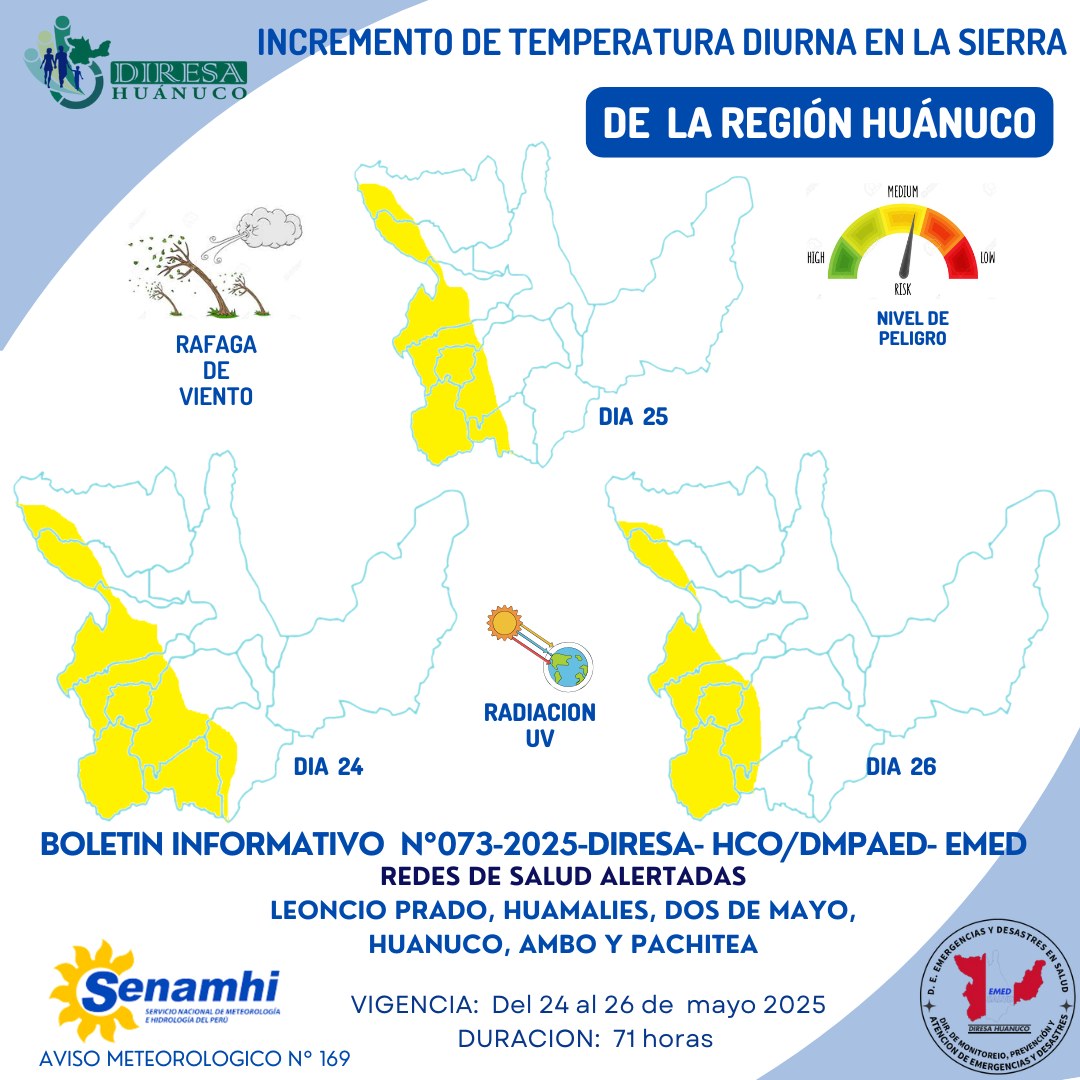 DIRESA
HUÁNUCO
INCREMENTO DE TEMPERATURA DIURNA EN LA SIERRA
DE LA REGIÓN HUÁNUCO
RAFAGA
DE
VIENTO
MEDIUM
HIGH
LOW
RISK
NIVEL DE
PELIGRO
DIA 25
DIA 24
RADIACION
UV
DIA 26
BOLETIN INFORMATIVO N°073-2025-DIRESA- HCO/DMPAED- EMED
REDES DE SALUD ALERTADAS
LEONCIO PRADO, HUAMALIES, DOS DE MAYO,
HUANUCO, AMBO Y PACHITEA
Senamhi
SERVICIO NACIONAL DE METEOROLOGÍA
E HIDROLOGÍA DEL PERÚ
AVISO METEOROLOGICO N° 169
VIGENCIA: Del 24 al 26 de mayo 2025
DURACION: 71 horas
D. E. EMERGENCIAS Y DESASTRES EN SALUD
EMED
DIRESA HUANUCO
DIR. DE MONITOREIO, PREVENCIÓN Y
ATENCION DE EMERGENCIAS Y DESASTRES